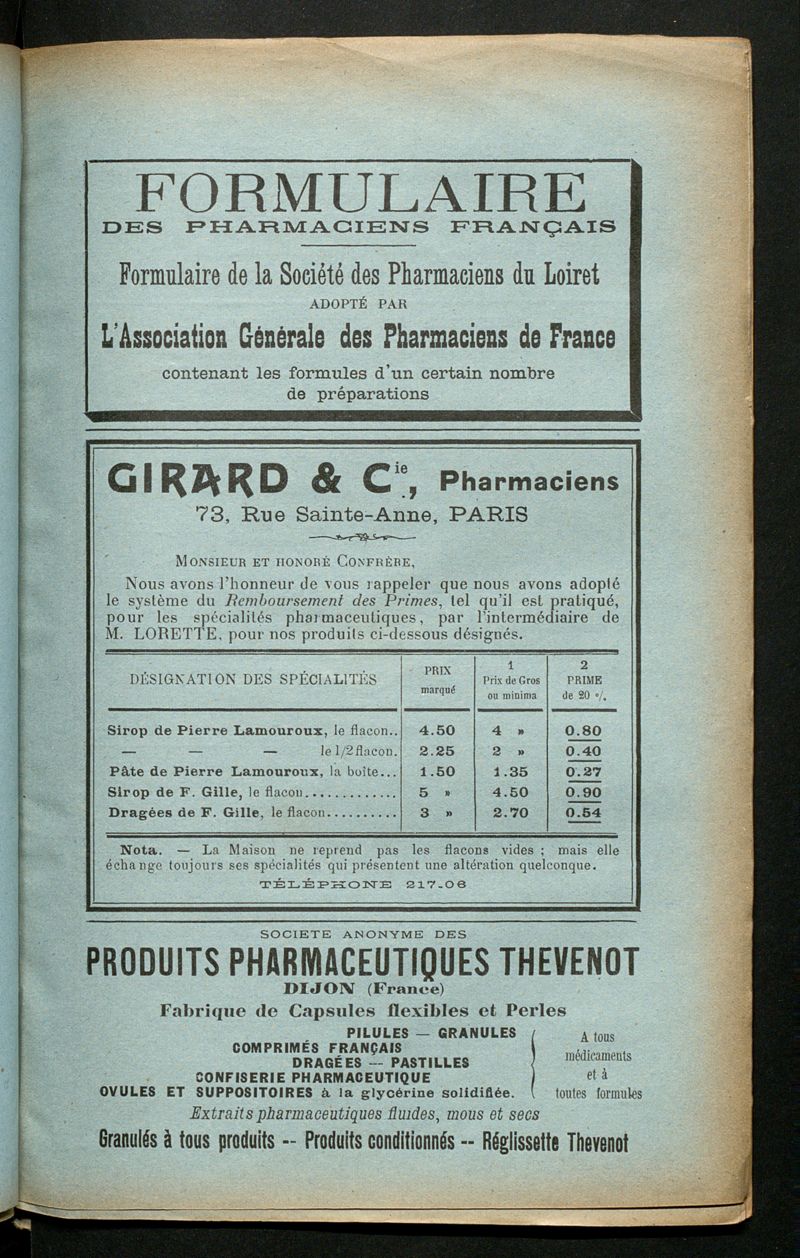 FORMULAIRE
DES PHARMACIENS FRANÇAIS
Formulaire de la Société des Pharmaciens du Loiret
ADOPTÉ PAR
L'Association Générale des Pharmaciens de France
contenant les formules d'un certain nombre
de préparations
GIRARD & Cie, Pharmaciens
73, Rue Sainte-Anne, PARIS
MONSIEUR ET HONORÉ CONFRÈRE,
Nous avons l'honneur de vous rappeler que nous avons adopté
le système du Remboursement des Primes, tel qu'il est pratiqué,
pour les spécialités pharmaceutiques, par l'intermédiaire de
M. LORETTE, pour nos produits ci-dessous désignés.
DÉSIGNATION DES SPÉCIALITÉS
PRIX
marqué
1
Prix de Gros
ou minima
2
PRIME
de 20 %
Sirop de Pierre Lamouroux, le flacon.. 4.50 4 » 0.80
— — — le 1/2 flacon. 2.25 2 » 0.40
Pâte de Pierre Lamouroux, la boîte... 1.50 1.35 0.27
Sirop de F. Gille, le flacon............. 5 » 4.50 0.90
Dragées de F. Gille, le flacon.......... 3 » 2.70 0.54
Nota. — La Maison ne reprend pas les flacons vides ; mais elle
échange toujours ses spécialités qui présentent une altération quelconque.
TÉLÉPHONE 217-06
SOCIETE ANONYME DES
PRODUITS PHARMACEUTIQUES THEVENOT
DIJON (France)
Fabrique de Capsules flexibles et Perles
PILULES — GRANULES
COMPRIMÉS FRANÇAIS
DRAGÉES -- PASTILLES
CONFISERIE PHARMACEUTIQUE
OVULES ET SUPPOSITOIRES à la glycérine solidifiée.
A tous
médicaments
et à
toutes formules
Extraits pharmaceutiques fluides, mous et secs
Granulés à tous produits -- Produits conditionnés -- Réglissette Thevenot